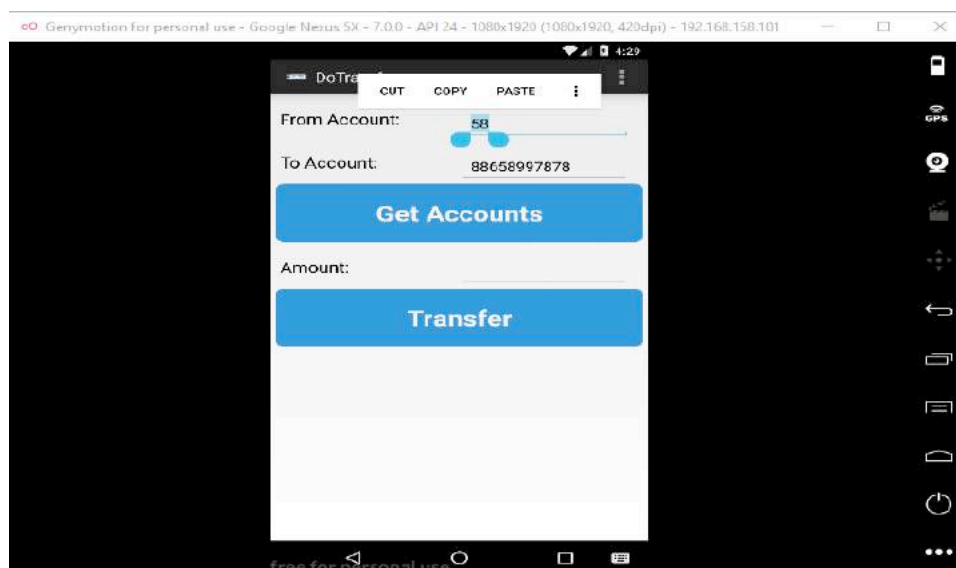 Genymotion for personal use - Google Nexus 5X - 7.0.0 - API 24 - 1080x1920 (1080x1920, 420dpi) - 192.168.158.101
4:29
DoTra
CUT COPY PASTE
From Account: 58
To Account: 88658997878
Get Accounts
Amount:
Transfer
free for personal use
GPS